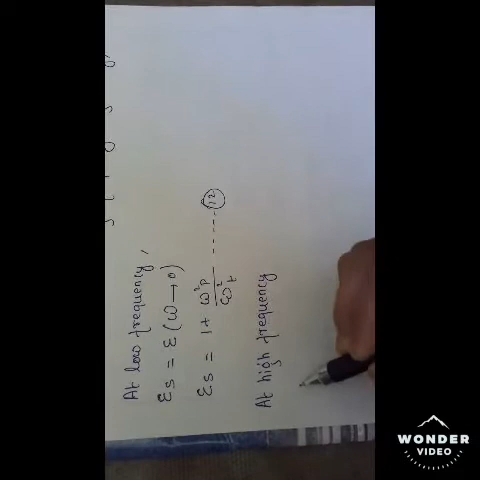 At low frequency,
εs = ε(ω→0)
εs = 1 + ω²p/ω²t ------ (12)
At high frequency
WONDER
VIDEO